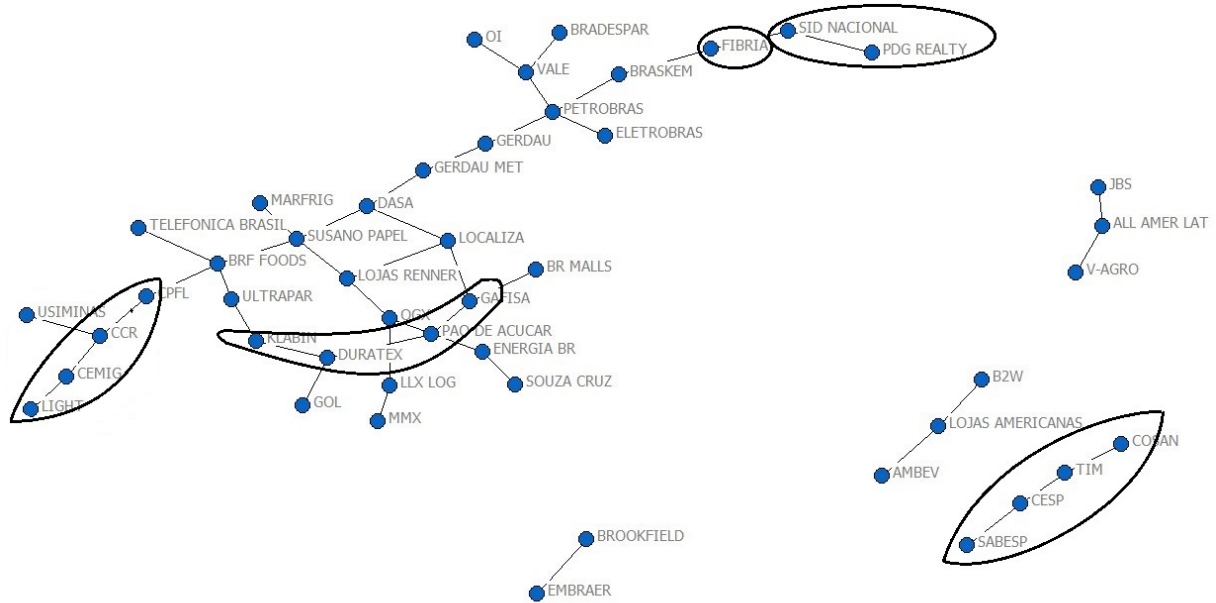 BRADESPAR
SID NACIONAL
OI
FIBRIA
PDG REALTY
VALE
BRASKEM
PETROBRAS
ELETROBRAS
GERDAU
GERDAU MET
JBS
MARFRIG
DASA
TELEFONICA BRASIL
ALL AMER LAT
SUSANO PAPEL
LOCALIZA
BRF FOODS
BR MALLS
V-AGRO
LOJAS RENNER
CPFL
ULTRAPAR
GAFISA
USIMINAS
OGX
CCR
PAO DE ACUCAR
KLABIN
ENERGIA BR
DURATEX
CEMIG
B2W
LLX LOG
SOUZA CRUZ
LIGHT
GOL
MMX
LOJAS AMERICANAS
COSAN
AMBEV
TIM
CESP
BROOKFIELD
SABESP
EMBRAER